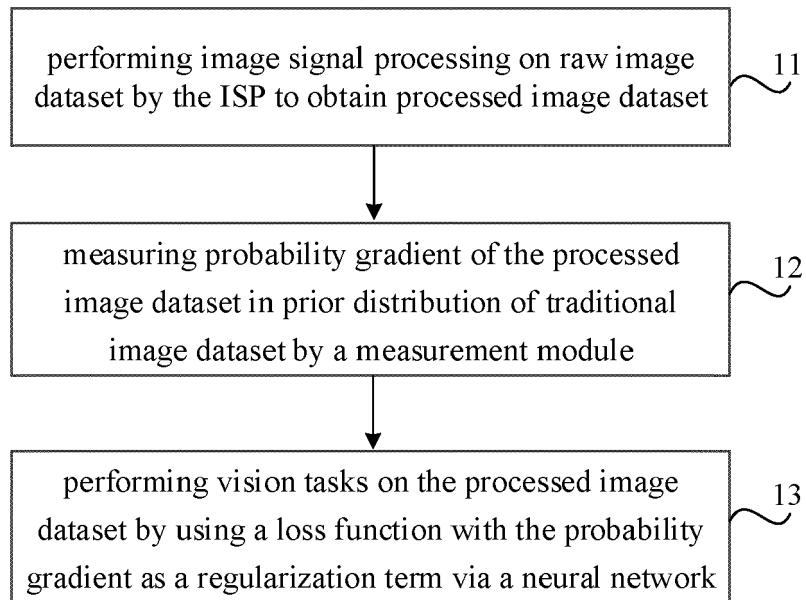 performing image signal processing on raw image
dataset by the ISP to obtain processed image dataset
11
measuring probability gradient of the processed
image dataset in prior distribution of traditional
image dataset by a measurement module
12
performing vision tasks on the processed image
dataset by using a loss function with the probability
gradient as a regularization term via a neural network
13